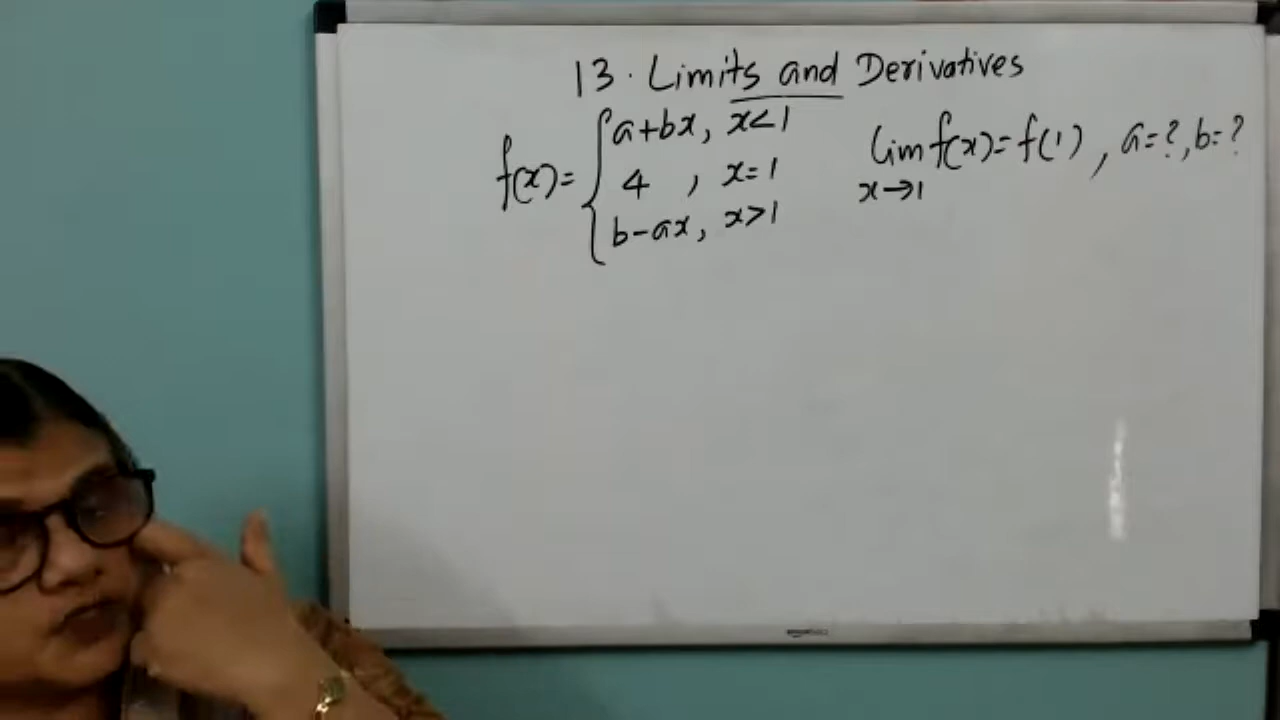 13. Limits and Derivatives
f(x)= { a+bx, x<1
4 , x=1
b-ax, x>1
lim f(x)=f(1), a=?, b=?
x→1